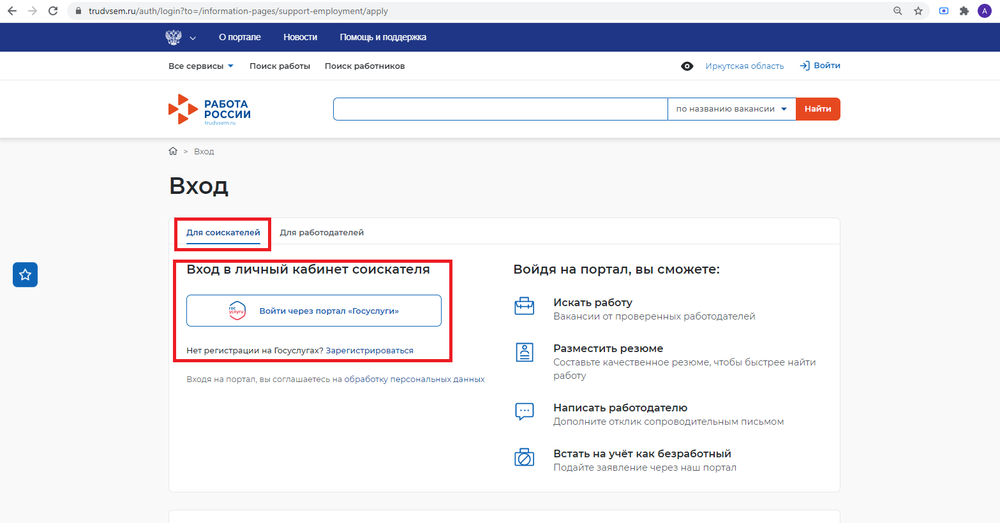 trudvsem.ru/auth/login?to=/information-pages/support-employment/apply
A
О портале Новости Помощь и поддержка
Все сервисы Поиск работы Поиск работников Иркутская область Войти
РАБОТА
РОССИИ
trudvsem.ru
по названию вакансии Найти
> Вход
Вход
Для соискателей Для работодателей
Вход в личный кабинет соискателя
гос
услуги
Войти через портал «Госуслуги»
Нет регистрации на Госуслугах? Зарегистрироваться
Входя на портал, вы соглашаетесь на обработку персональных данных
Войдя на портал, вы сможете:
Искать работу
Вакансии от проверенных работодателей
Разместить резюме
Составьте качественное резюме, чтобы быстрее найти
работу
Написать работодателю
Дополните отклик сопроводительным письмом
Встать на учёт как безработный
Подайте заявление через наш портал